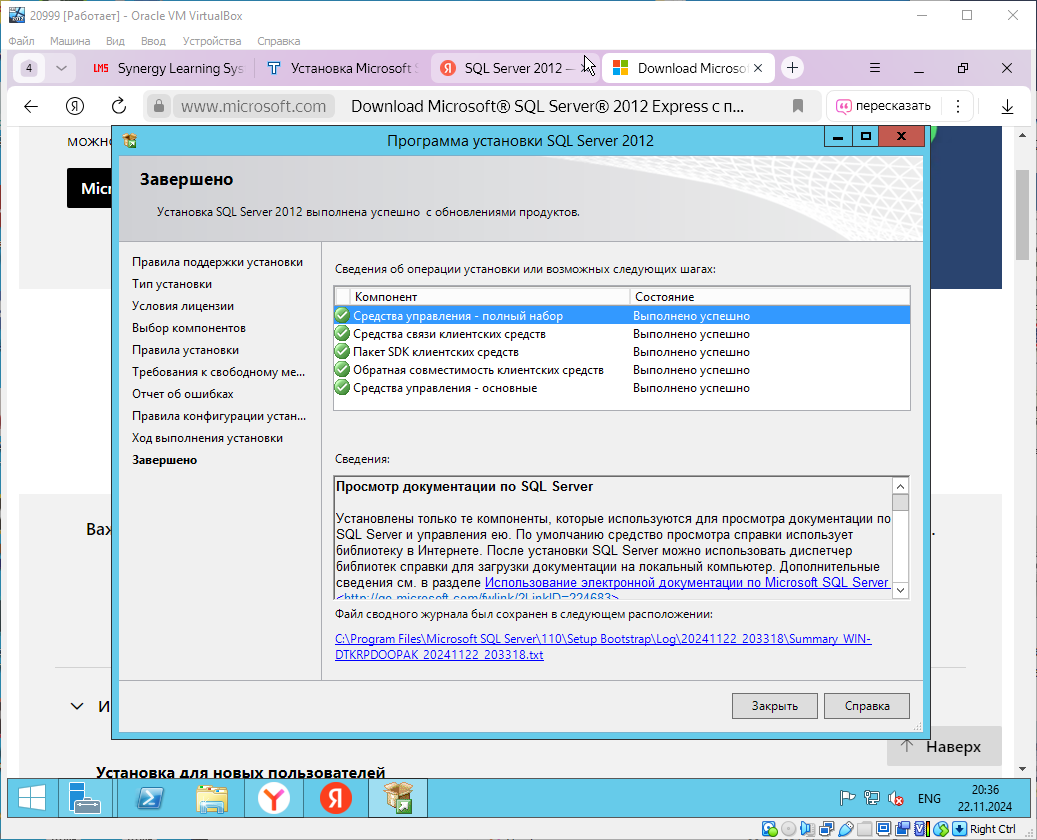 20999 [Работает] - Oracle VM VirtualBox
Файл Машина Вид Ввод Устройства Справка
4 LMS Synergy Learning Sys Установка Microsoft SQL Server 2012 — Download Microso
www.microsoft.com Download Microsoft® SQL Server® 2012 Express с п... пересказать
Программа установки SQL Server 2012
Завершено
Установка SQL Server 2012 выполнена успешно с обновлениями продуктов.
Правила поддержки установки
Тип установки
Условия лицензии
Выбор компонентов
Правила установки
Требования к свободному ме...
Отчет об ошибках
Правила конфигурации устан...
Ход выполнения установки
Завершено
Сведения об операции установки или возможных следующих шагах:
Компонент Состояние
Средства управления - полный набор Выполнено успешно
Средства связи клиентских средств Выполнено успешно
Пакет SDK клиентских средств Выполнено успешно
Обратная совместимость клиентских средств Выполнено успешно
Средства управления - основные Выполнено успешно
Сведения:
Просмотр документации по SQL Server
Установлены только те компоненты, которые используются для просмотра документации по
SQL Server и управления ею. По умолчанию средство просмотра справки использует
библиотеку в Интернете. После установки SQL Server можно использовать диспетчер
библиотек справки для загрузки документации на локальный компьютер. Дополнительные
сведения см. в разделе Использование электронной документации по Microsoft SQL Server
<http://go.microsoft.com/fwlink/?LinkID=224683>
Файл сводного журнала был сохранен в следующем расположении:
C:\Program Files\Microsoft SQL Server\110\Setup Bootstrap\Log\20241122_203318\Summary_WIN-
DTKRPDOOPAK_20241122_203318.txt
Закрыть Справка
Наверх
Установка для новых пользователей
ENG 20:36
22.11.2024
Right Ctrl